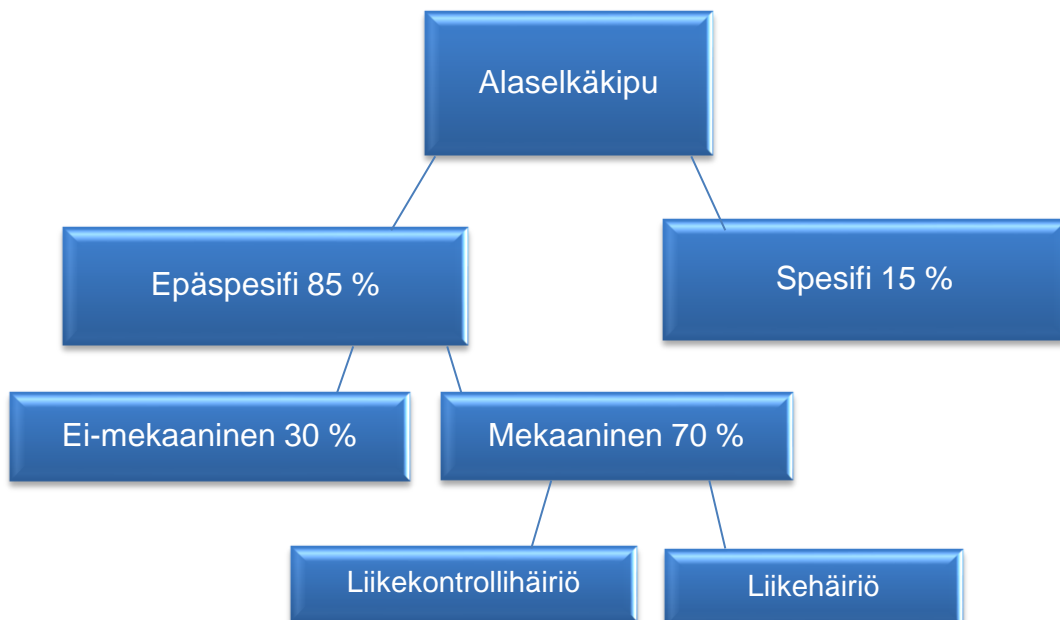 Alaselkäkipu
Epäspesifi 85 %
Spesifi 15 %
Ei-mekaaninen 30 %
Mekaaninen 70 %
Liikekontrollihäiriö
Liikehäiriö